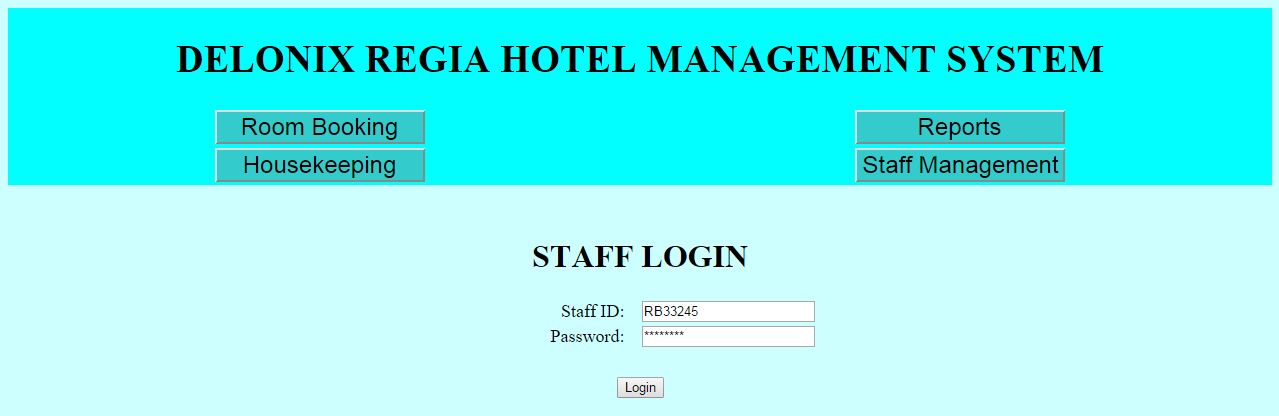 DELONIX REGIA HOTEL MANAGEMENT SYSTEM
Room Booking
Reports
Housekeeping
Staff Management
STAFF LOGIN
Staff ID: RB33245
Password: ********
Login